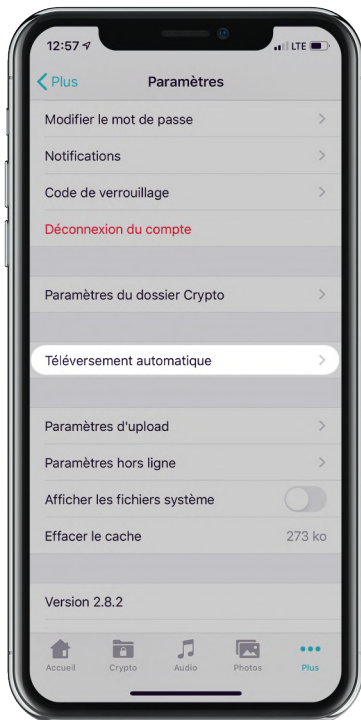 12:57 LTE
Plus Paramètres
Modifier le mot de passe
Notifications
Code de verrouillage
Déconnexion du compte
Paramètres du dossier Crypto
Téléversement automatique
Paramètres d'upload
Paramètres hors ligne
Afficher les fichiers système
Effacer le cache 273 ko
Version 2.8.2
Accueil Crypto Audio Photos Plus